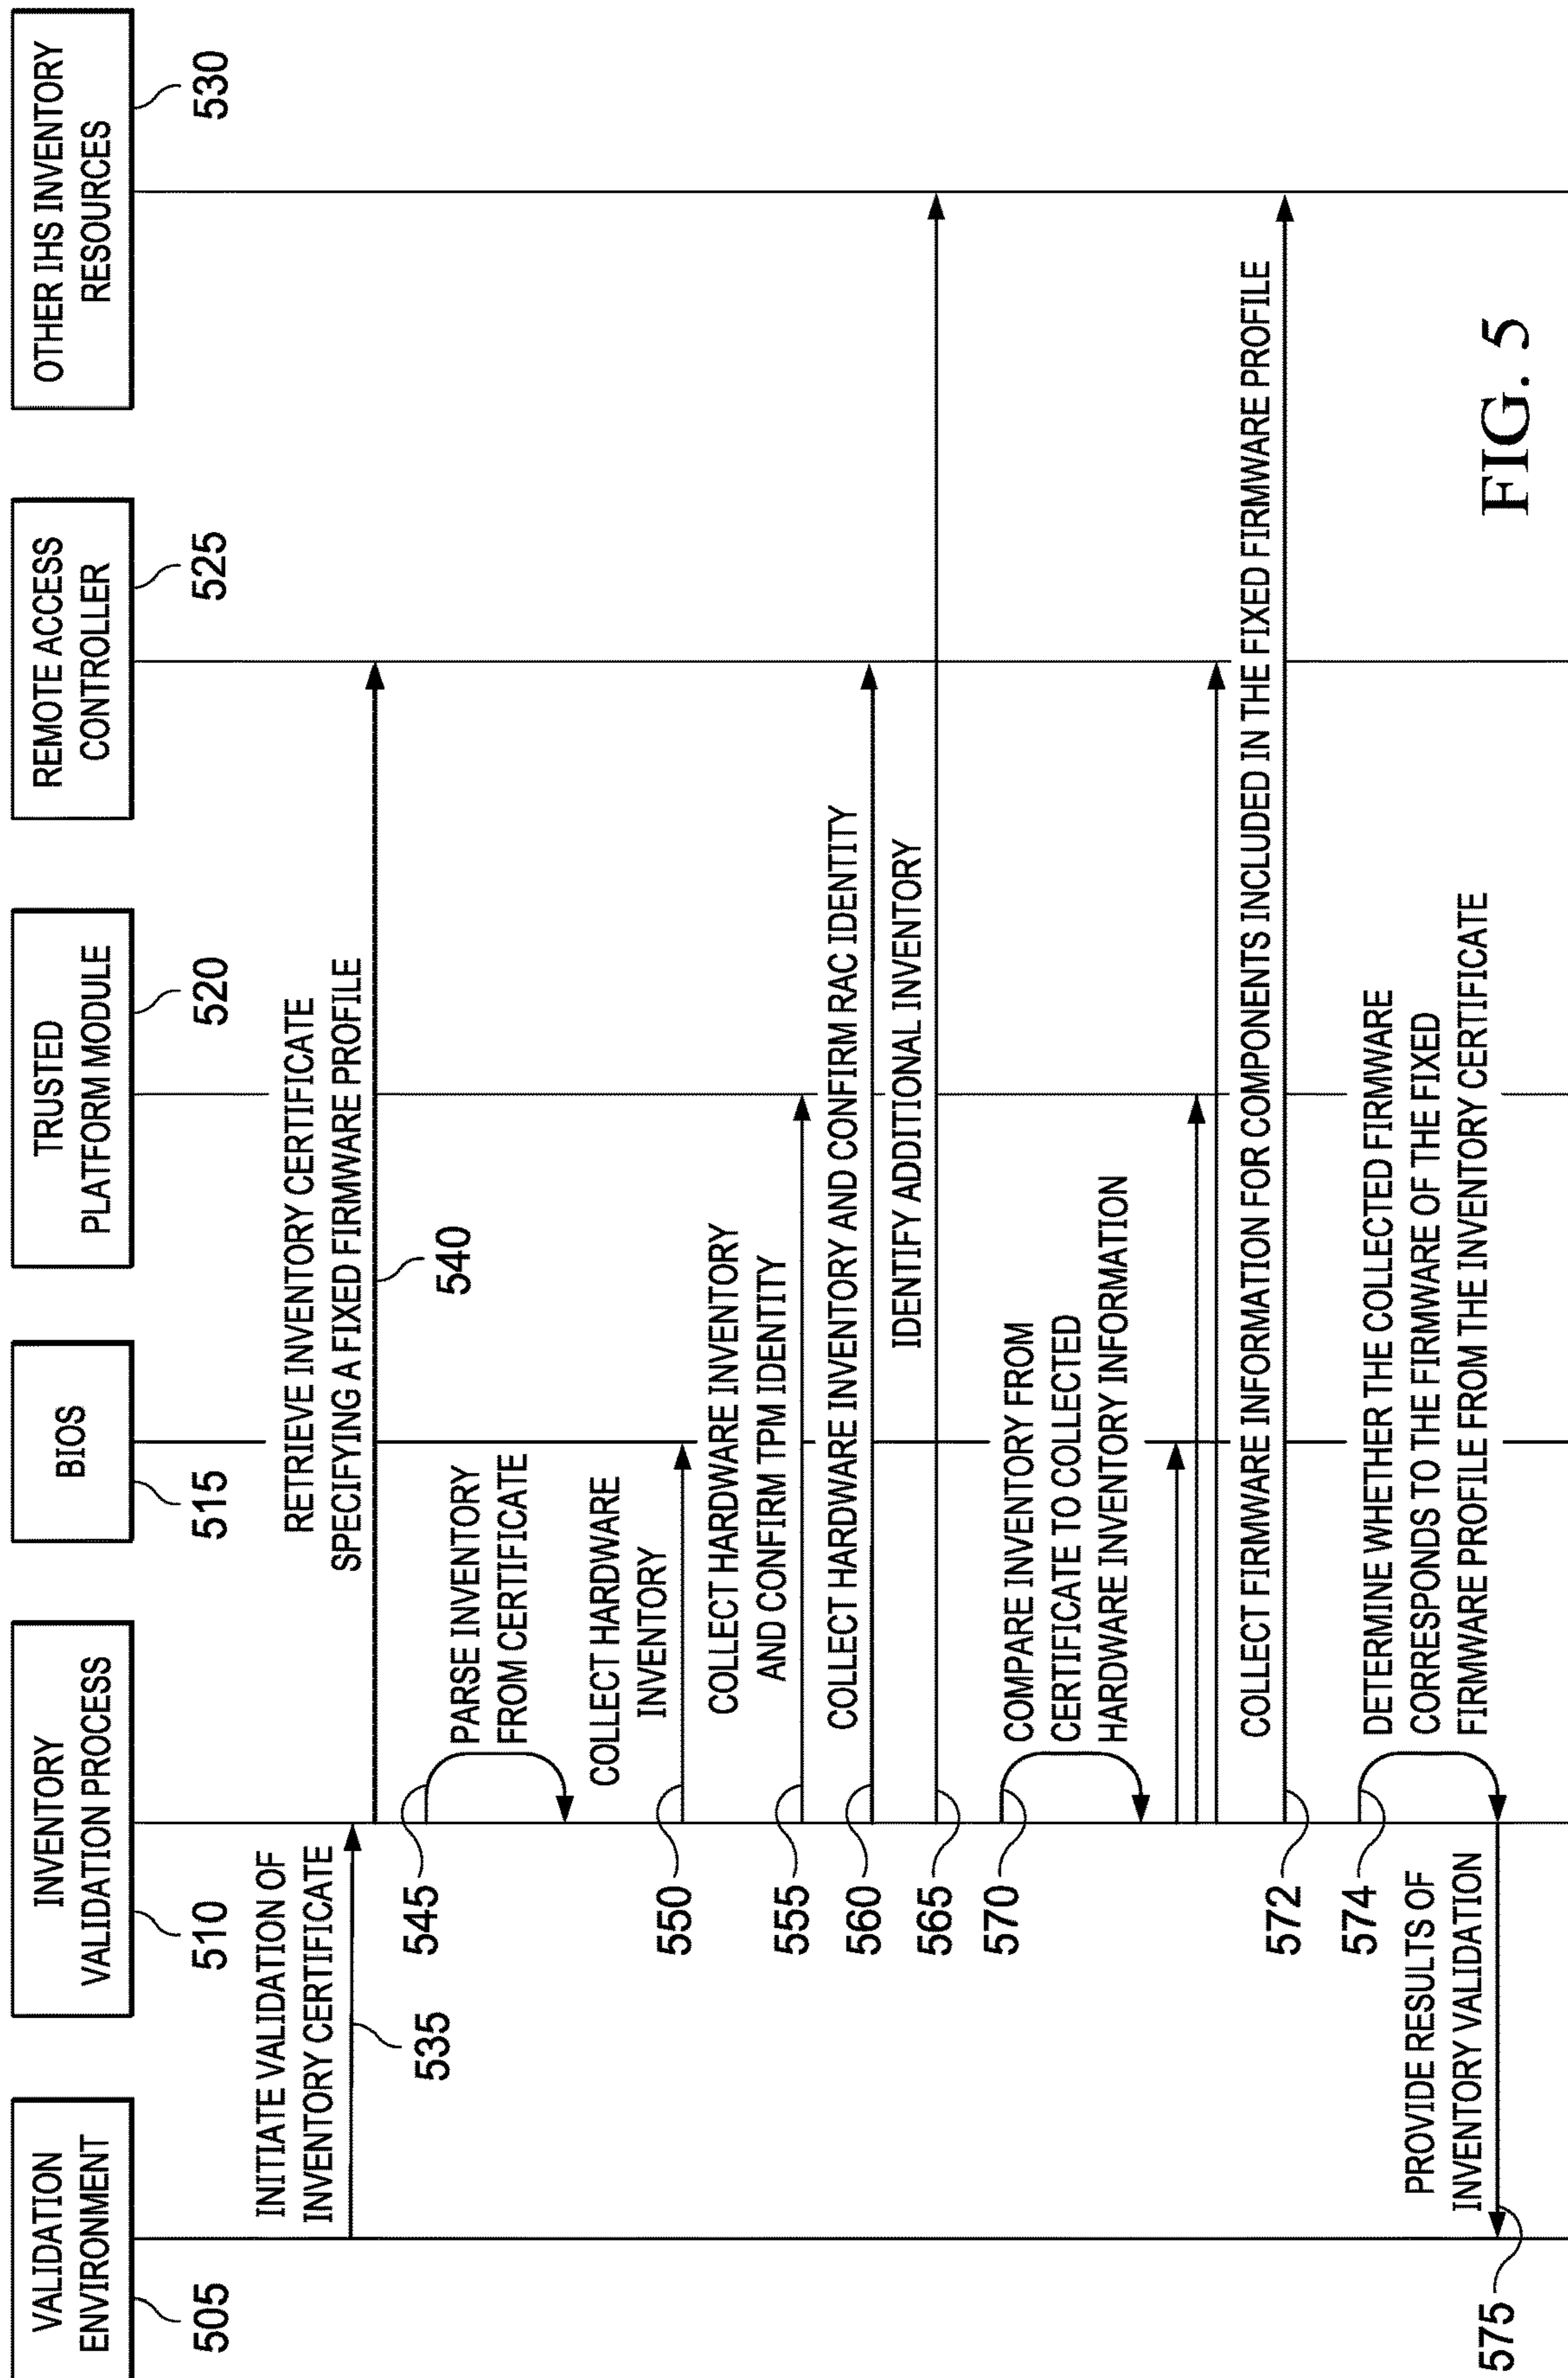 VALIDATION
ENVIRONMENT
505
INVENTORY
VALIDATION PROCESS
510
BIOS
515
TRUSTED
PLATFORM MODULE
520
REMOTE ACCESS
CONTROLLER
525
OTHER IHS INVENTORY
RESOURCES
530
INITIATE VALIDATION OF
INVENTORY CERTIFICATE
535
RETRIEVE INVENTORY CERTIFICATE
SPECIFYING A FIXED FIRMWARE PROFILE
540
545
PARSE INVENTORY
FROM CERTIFICATE
COLLECT HARDWARE
INVENTORY
550
COLLECT HARDWARE INVENTORY
AND CONFIRM TPM IDENTITY
555
COLLECT HARDWARE INVENTORY AND CONFIRM RAC IDENTITY
560
IDENTIFY ADDITIONAL INVENTORY
565
570
COMPARE INVENTORY FROM
CERTIFICATE TO COLLECTED
HARDWARE INVENTORY INFORMATION
COLLECT FIRMWARE INFORMATION FOR COMPONENTS INCLUDED IN THE FIXED FIRMWARE PROFILE
572
574
DETERMINE WHETHER THE COLLECTED FIRMWARE
CORRESPONDS TO THE FIRMWARE OF THE FIXED
FIRMWARE PROFILE FROM THE INVENTORY CERTIFICATE
PROVIDE RESULTS OF
INVENTORY VALIDATION
575
FIG. 5